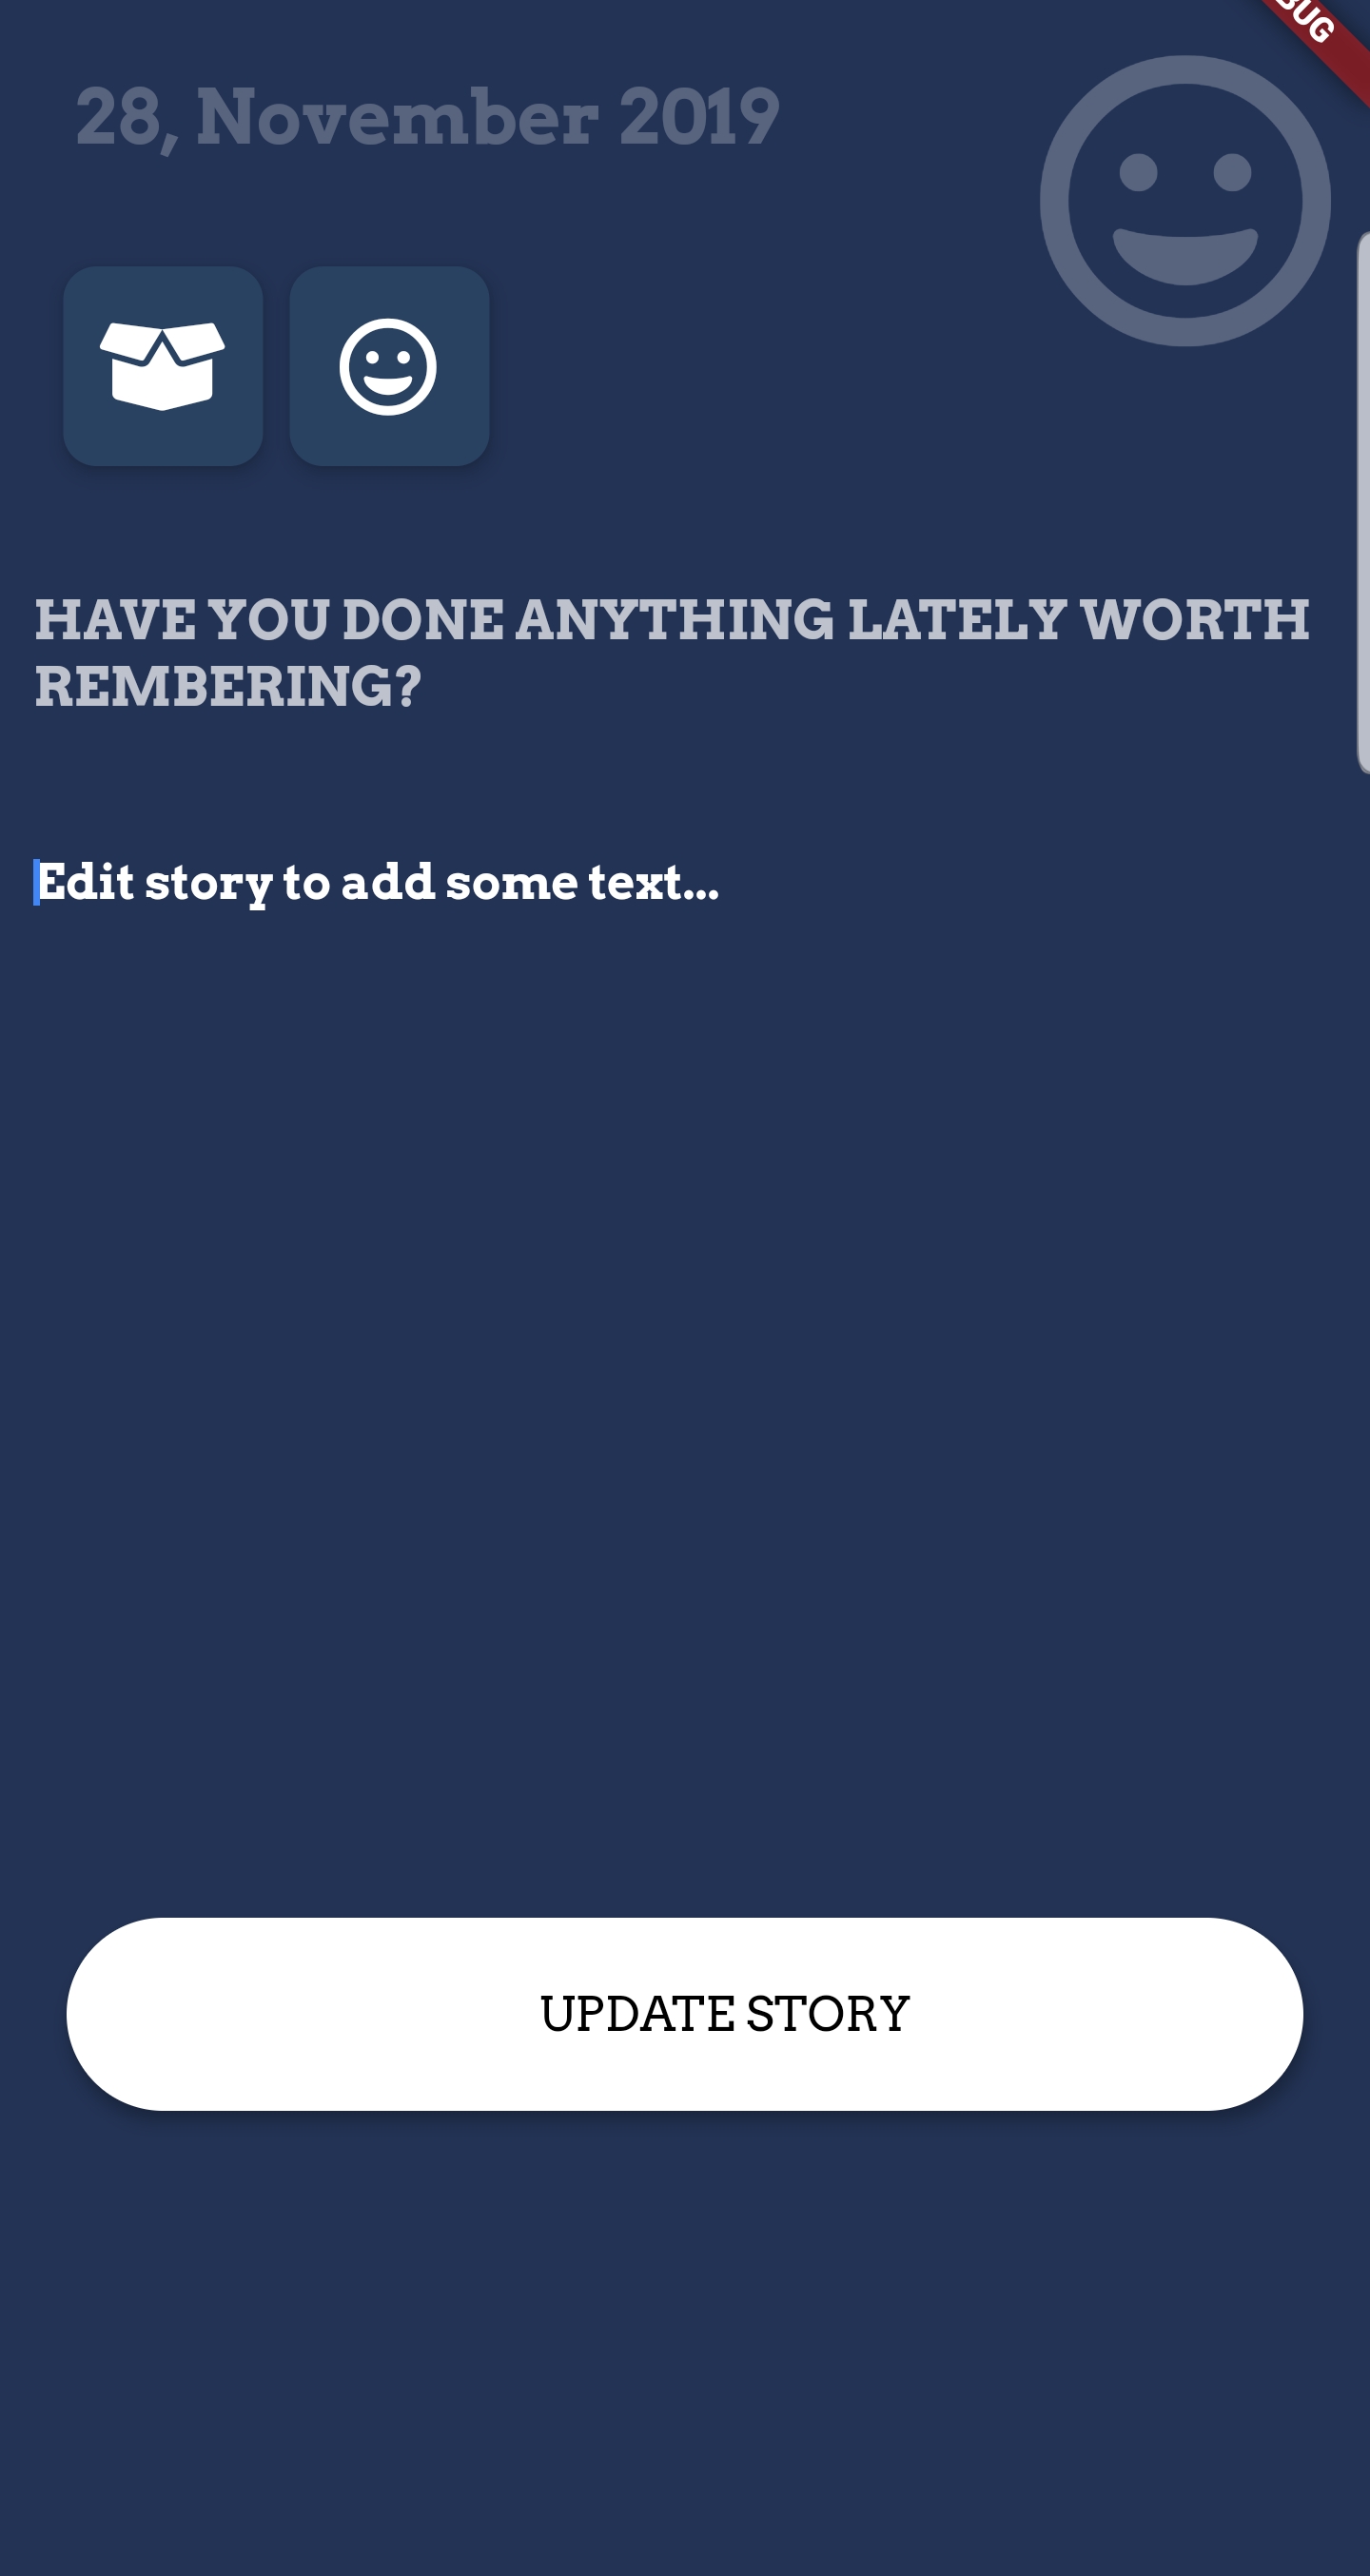 BUG
28, November 2019
HAVE YOU DONE ANYTHING LATELY WORTH
REMBERING?
Edit story to add some text...
UPDATE STORY